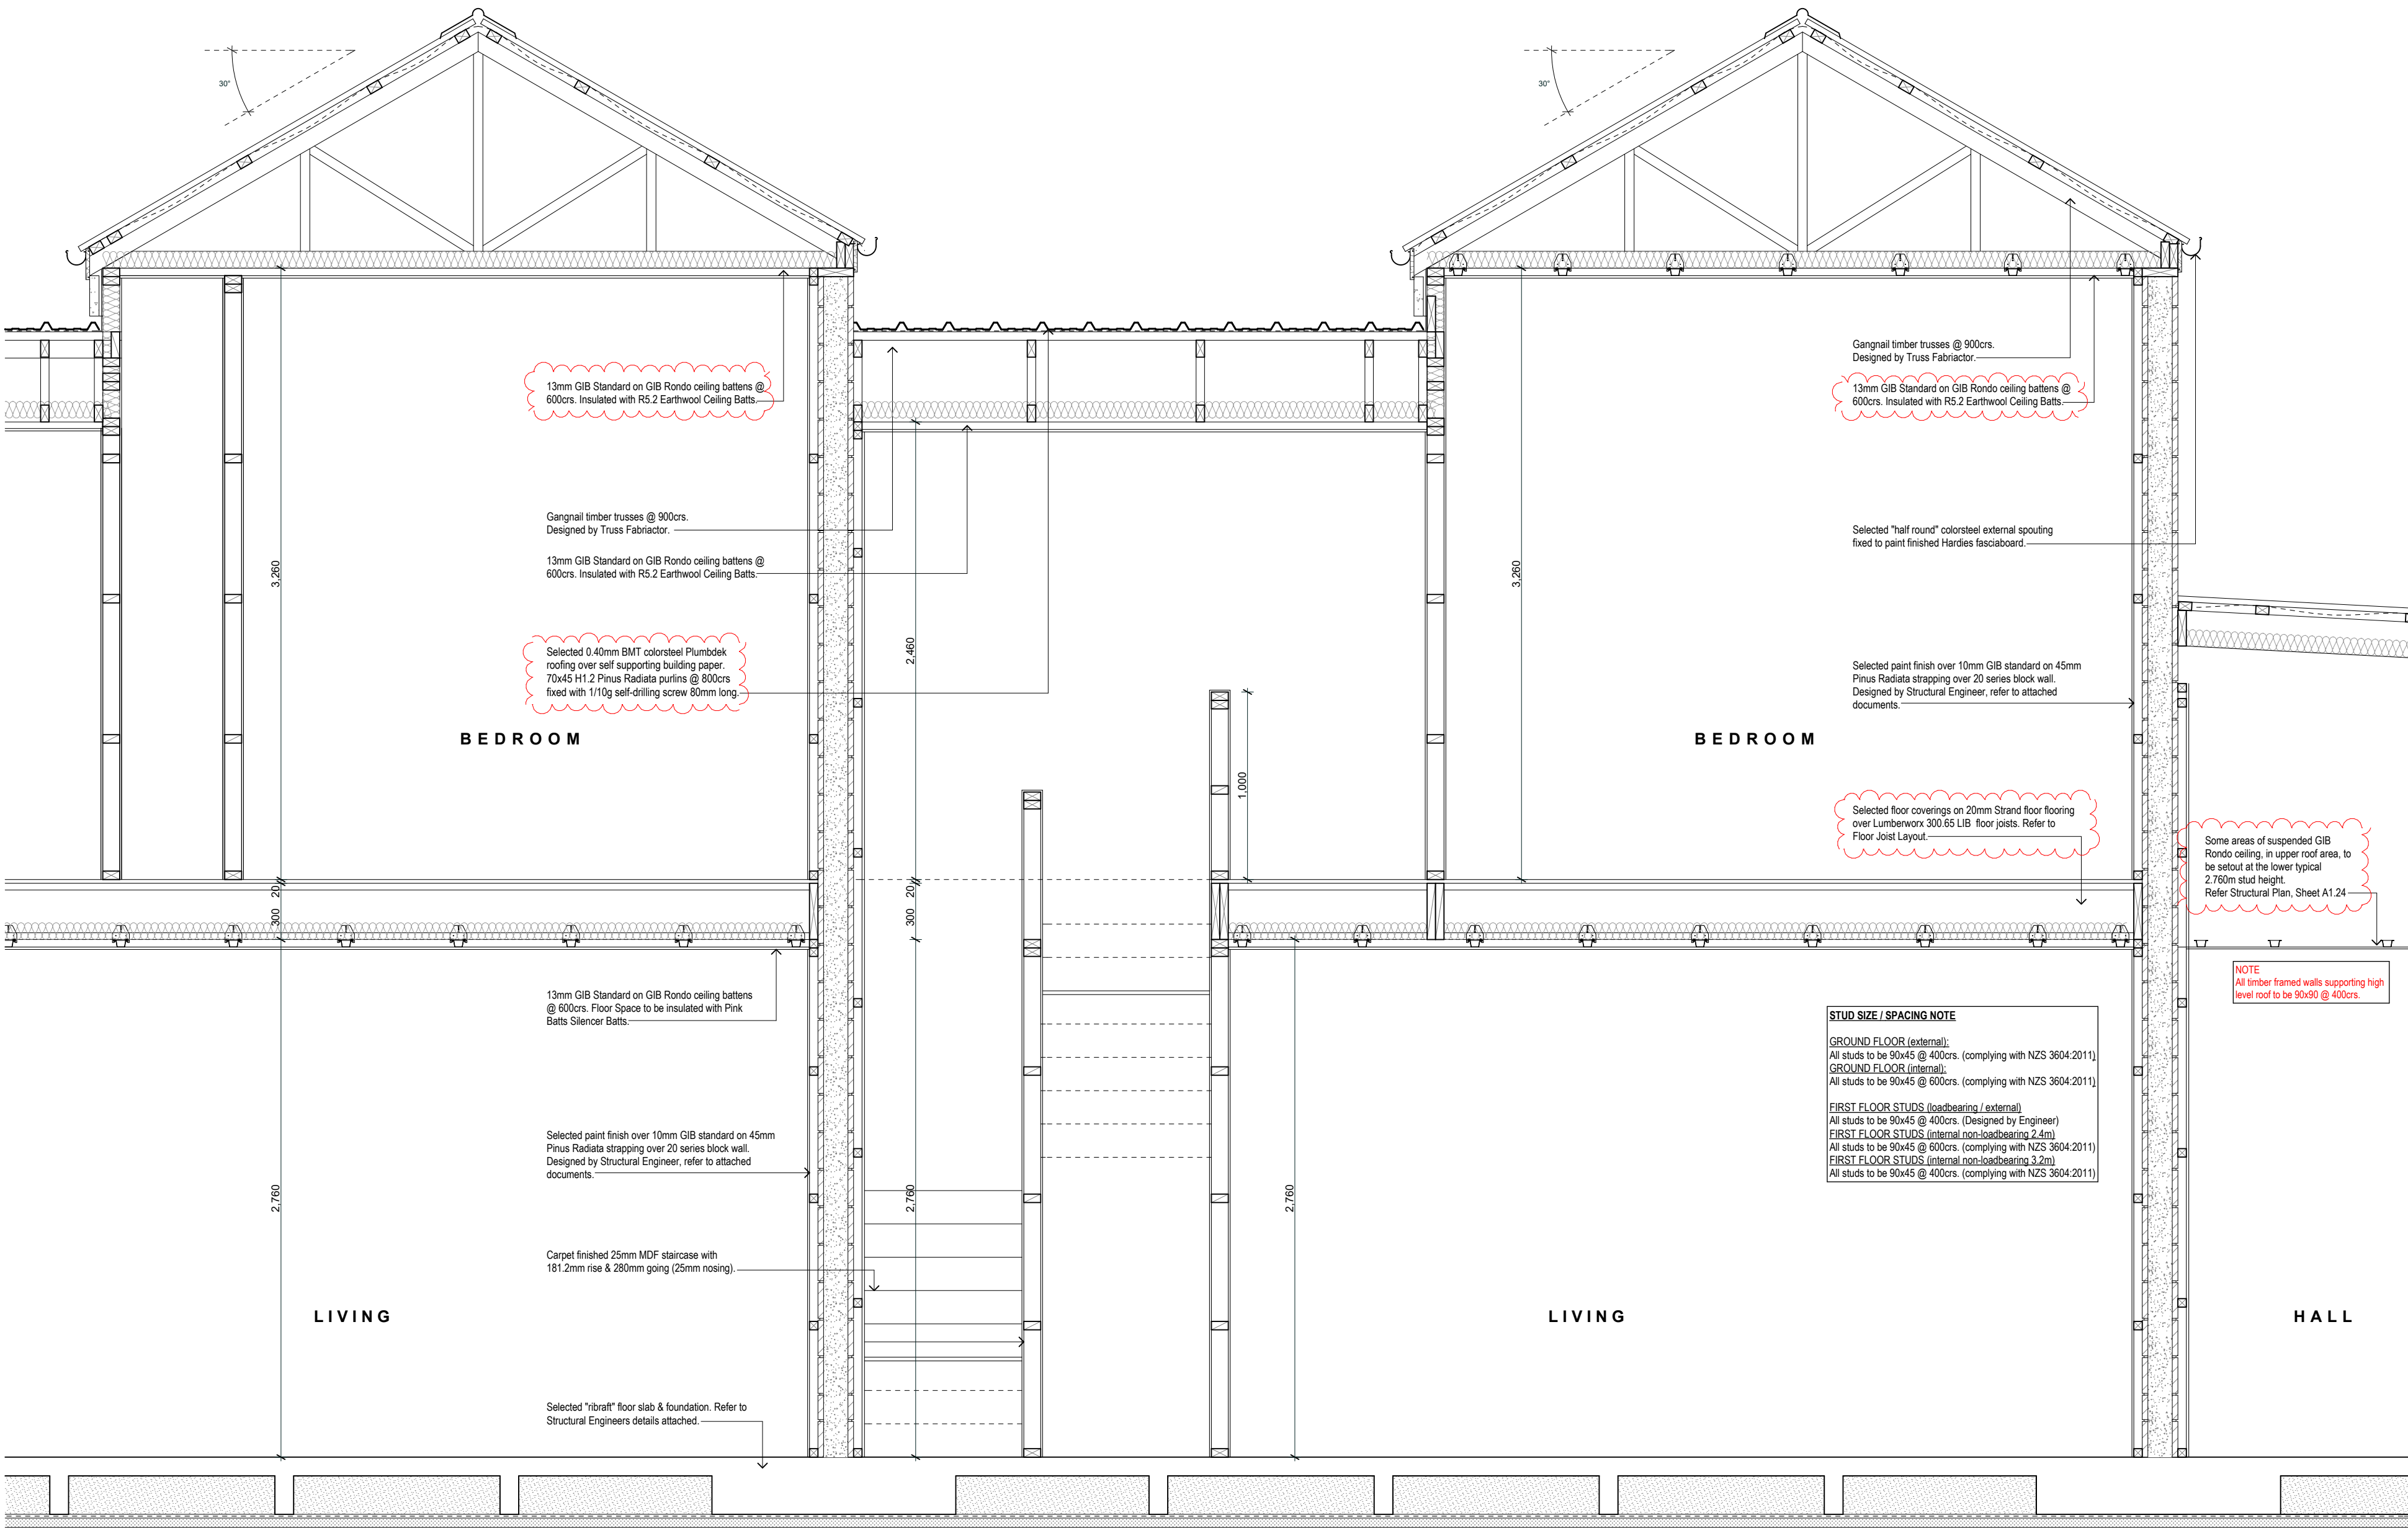 30°
30°
13mm GIB Standard on GIB Rondo ceiling battens @
600crs. Insulated with R5.2 Earthwool Ceiling Batts.
Gangnail timber trusses @ 900crs.
Designed by Truss Fabriactor.
13mm GIB Standard on GIB Rondo ceiling battens @
600crs. Insulated with R5.2 Earthwool Ceiling Batts.
Selected 0.40mm BMT colorsteel Plumbdek
roofing over self supporting building paper.
70x45 H1.2 Pinus Radiata purlins @ 800crs
fixed with 1/10g self-drilling screw 80mm long.
3,260
2,460
BEDROOM
1,000
20
300
20
300
13mm GIB Standard on GIB Rondo ceiling battens
@ 600crs. Floor Space to be insulated with Pink
Batts Silencer Batts.
Selected paint finish over 10mm GIB standard on 45mm
Pinus Radiata strapping over 20 series block wall.
Designed by Structural Engineer, refer to attached
documents.
2,760
2,760
2,760
Carpet finished 25mm MDF staircase with
181.2mm rise & 280mm going (25mm nosing).
LIVING
Selected "ribraft" floor slab & foundation. Refer to
Structural Engineers details attached.
Gangnail timber trusses @ 900crs.
Designed by Truss Fabriactor.
13mm GIB Standard on GIB Rondo ceiling battens @
600crs. Insulated with R5.2 Earthwool Ceiling Batts.
Selected "half round" colorsteel external spouting
fixed to paint finished Hardies fasciaboard.
3,260
Selected paint finish over 10mm GIB standard on 45mm
Pinus Radiata strapping over 20 series block wall.
Designed by Structural Engineer, refer to attached
documents.
BEDROOM
Selected floor coverings on 20mm Strand floor flooring
over Lumberworx 300.65 LIB floor joists. Refer to
Floor Joist Layout.
Some areas of suspended GIB
Rondo ceiling, in upper roof area, to
be setout at the lower typical
2.760m stud height.
Refer Structural Plan, Sheet A1.24
NOTE
All timber framed walls supporting high
level roof to be 90x90 @ 400crs.
STUD SIZE / SPACING NOTE
GROUND FLOOR (external):
All studs to be 90x45 @ 400crs. (complying with NZS 3604:2011)
GROUND FLOOR (internal):
All studs to be 90x45 @ 600crs. (complying with NZS 3604:2011)
FIRST FLOOR STUDS (loadbearing / external)
All studs to be 90x45 @ 400crs. (Designed by Engineer)
FIRST FLOOR STUDS (internal non-loadbearing 2.4m)
All studs to be 90x45 @ 600crs. (complying with NZS 3604:2011)
FIRST FLOOR STUDS (internal non-loadbearing 3.2m)
All studs to be 90x45 @ 400crs. (complying with NZS 3604:2011)
LIVING
HALL